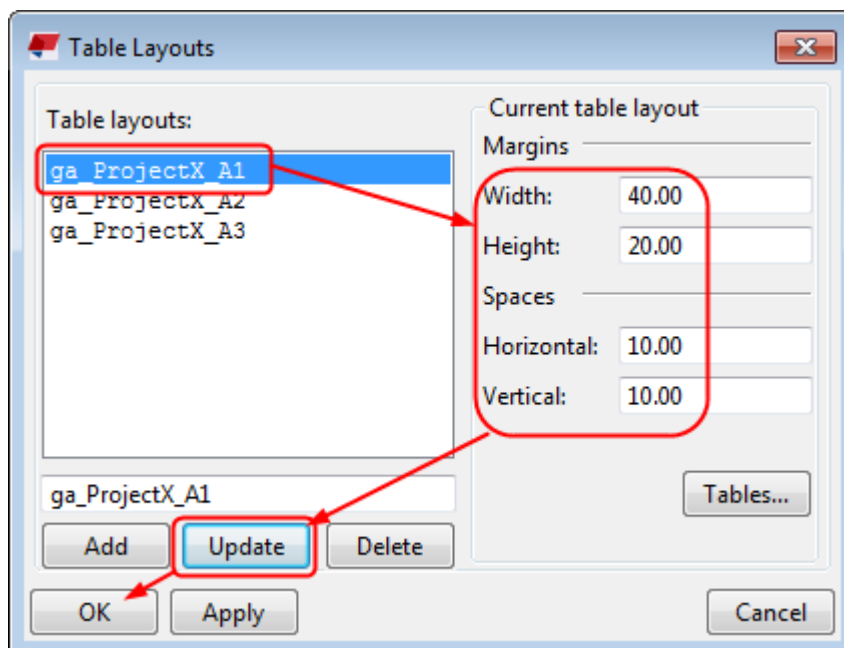 Table Layouts
Table layouts:
ga_ProjectX_A1
ga_ProjectX_A2
ga_ProjectX_A3
ga_ProjectX_A1
Add Update Delete
Current table layout
Margins
Width: 40.00
Height: 20.00
Spaces
Horizontal: 10.00
Vertical: 10.00
Tables...
OK Apply Cancel